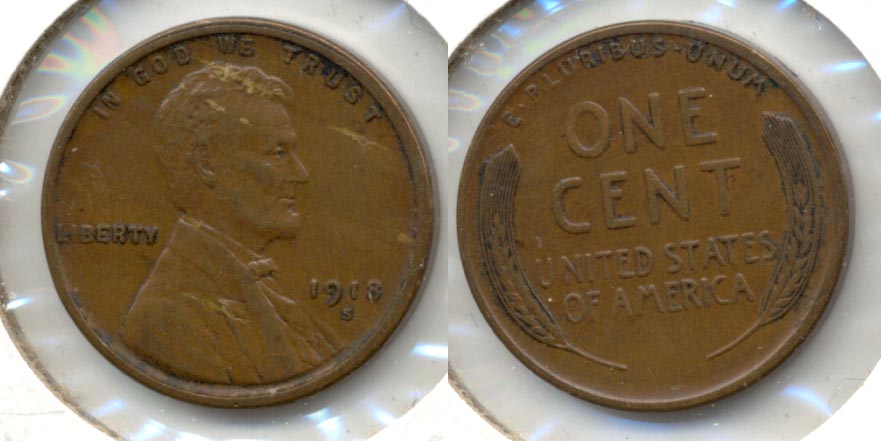 IN GOD WE TRUST
LIBERTY
1918
S
E·PLURIBUS·UNUM
ONE
CENT
UNITED STATES
OF AMERICA